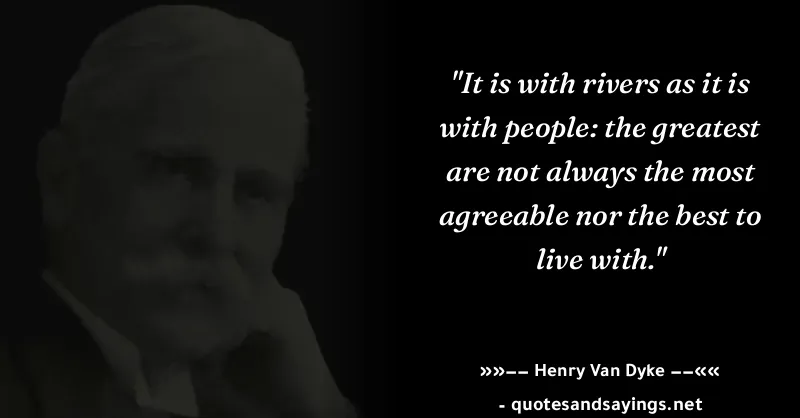 "It is with rivers as it is
with people: the greatest
are not always the most
agreeable nor the best to
live with."
»»−− Henry Van Dyke −−««
- quotesandsayings.net